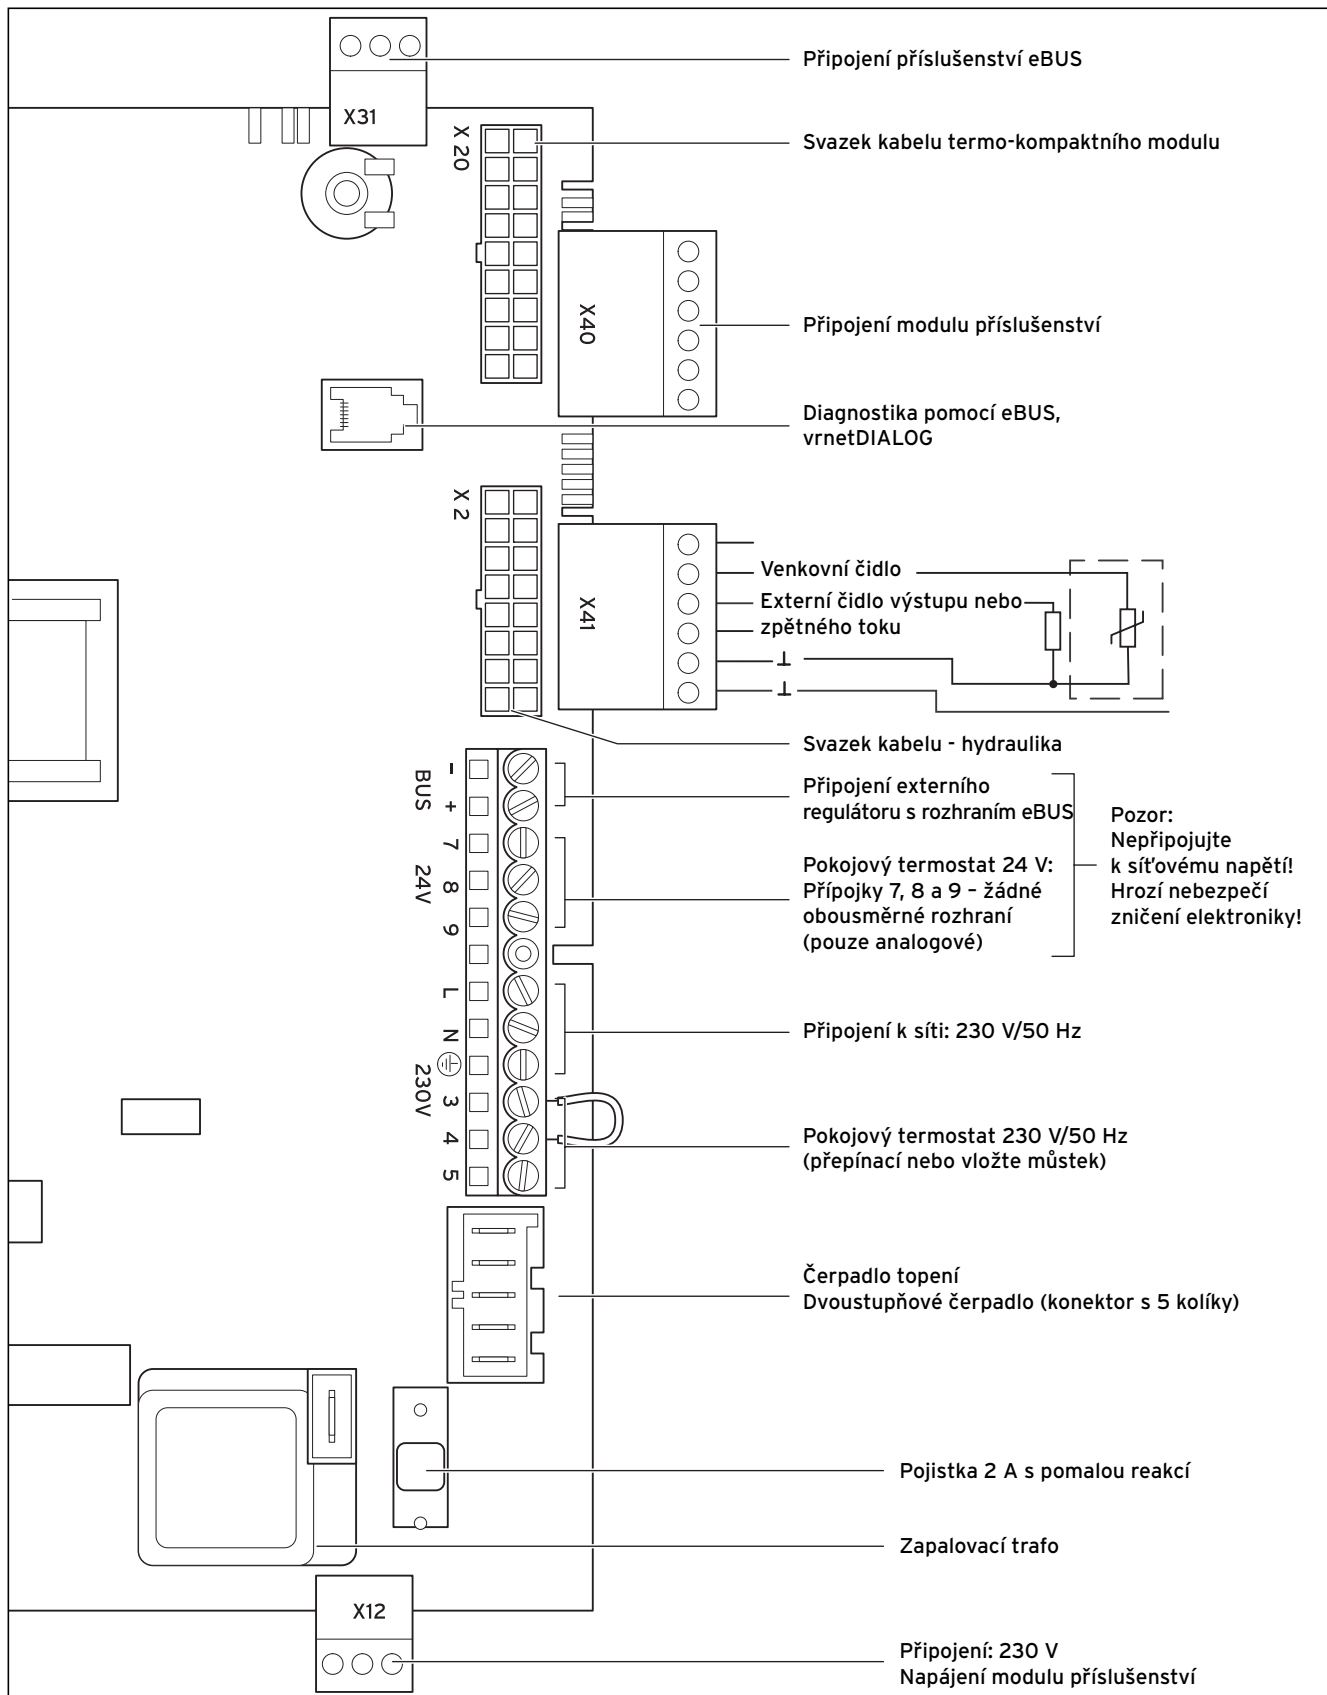 Připojení příslušenství eBUS
X31
X 20
Svazek kabelu termo-kompaktního modulu
X40
Připojení modulu příslušenství
Diagnostika pomocí eBUS,
vrnetDIALOG
X 2
X41
Venkovní čidlo
Externí čidlo výstupu nebo
zpětného toku
Svazek kabelu - hydraulika
BUS
-
+
Připojení externího
regulátoru s rozhraním eBUS
24V
7
8
9
Pokojový termostat 24 V:
Přípojky 7, 8 a 9 – žádné
obousměrné rozhraní
(pouze analogové)
Pozor:
Nepřipojujte
k síťovému napětí!
Hrozí nebezpečí
zničení elektroniky!
L
N
Připojení k síti: 230 V/50 Hz
230V
3
4
5
Pokojový termostat 230 V/50 Hz
(přepínací nebo vložte můstek)
Čerpadlo topení
Dvoustupňové čerpadlo (konektor s 5 kolíky)
Pojistka 2 A s pomalou reakcí
Zapalovací trafo
X12
Připojení: 230 V
Napájení modulu příslušenství